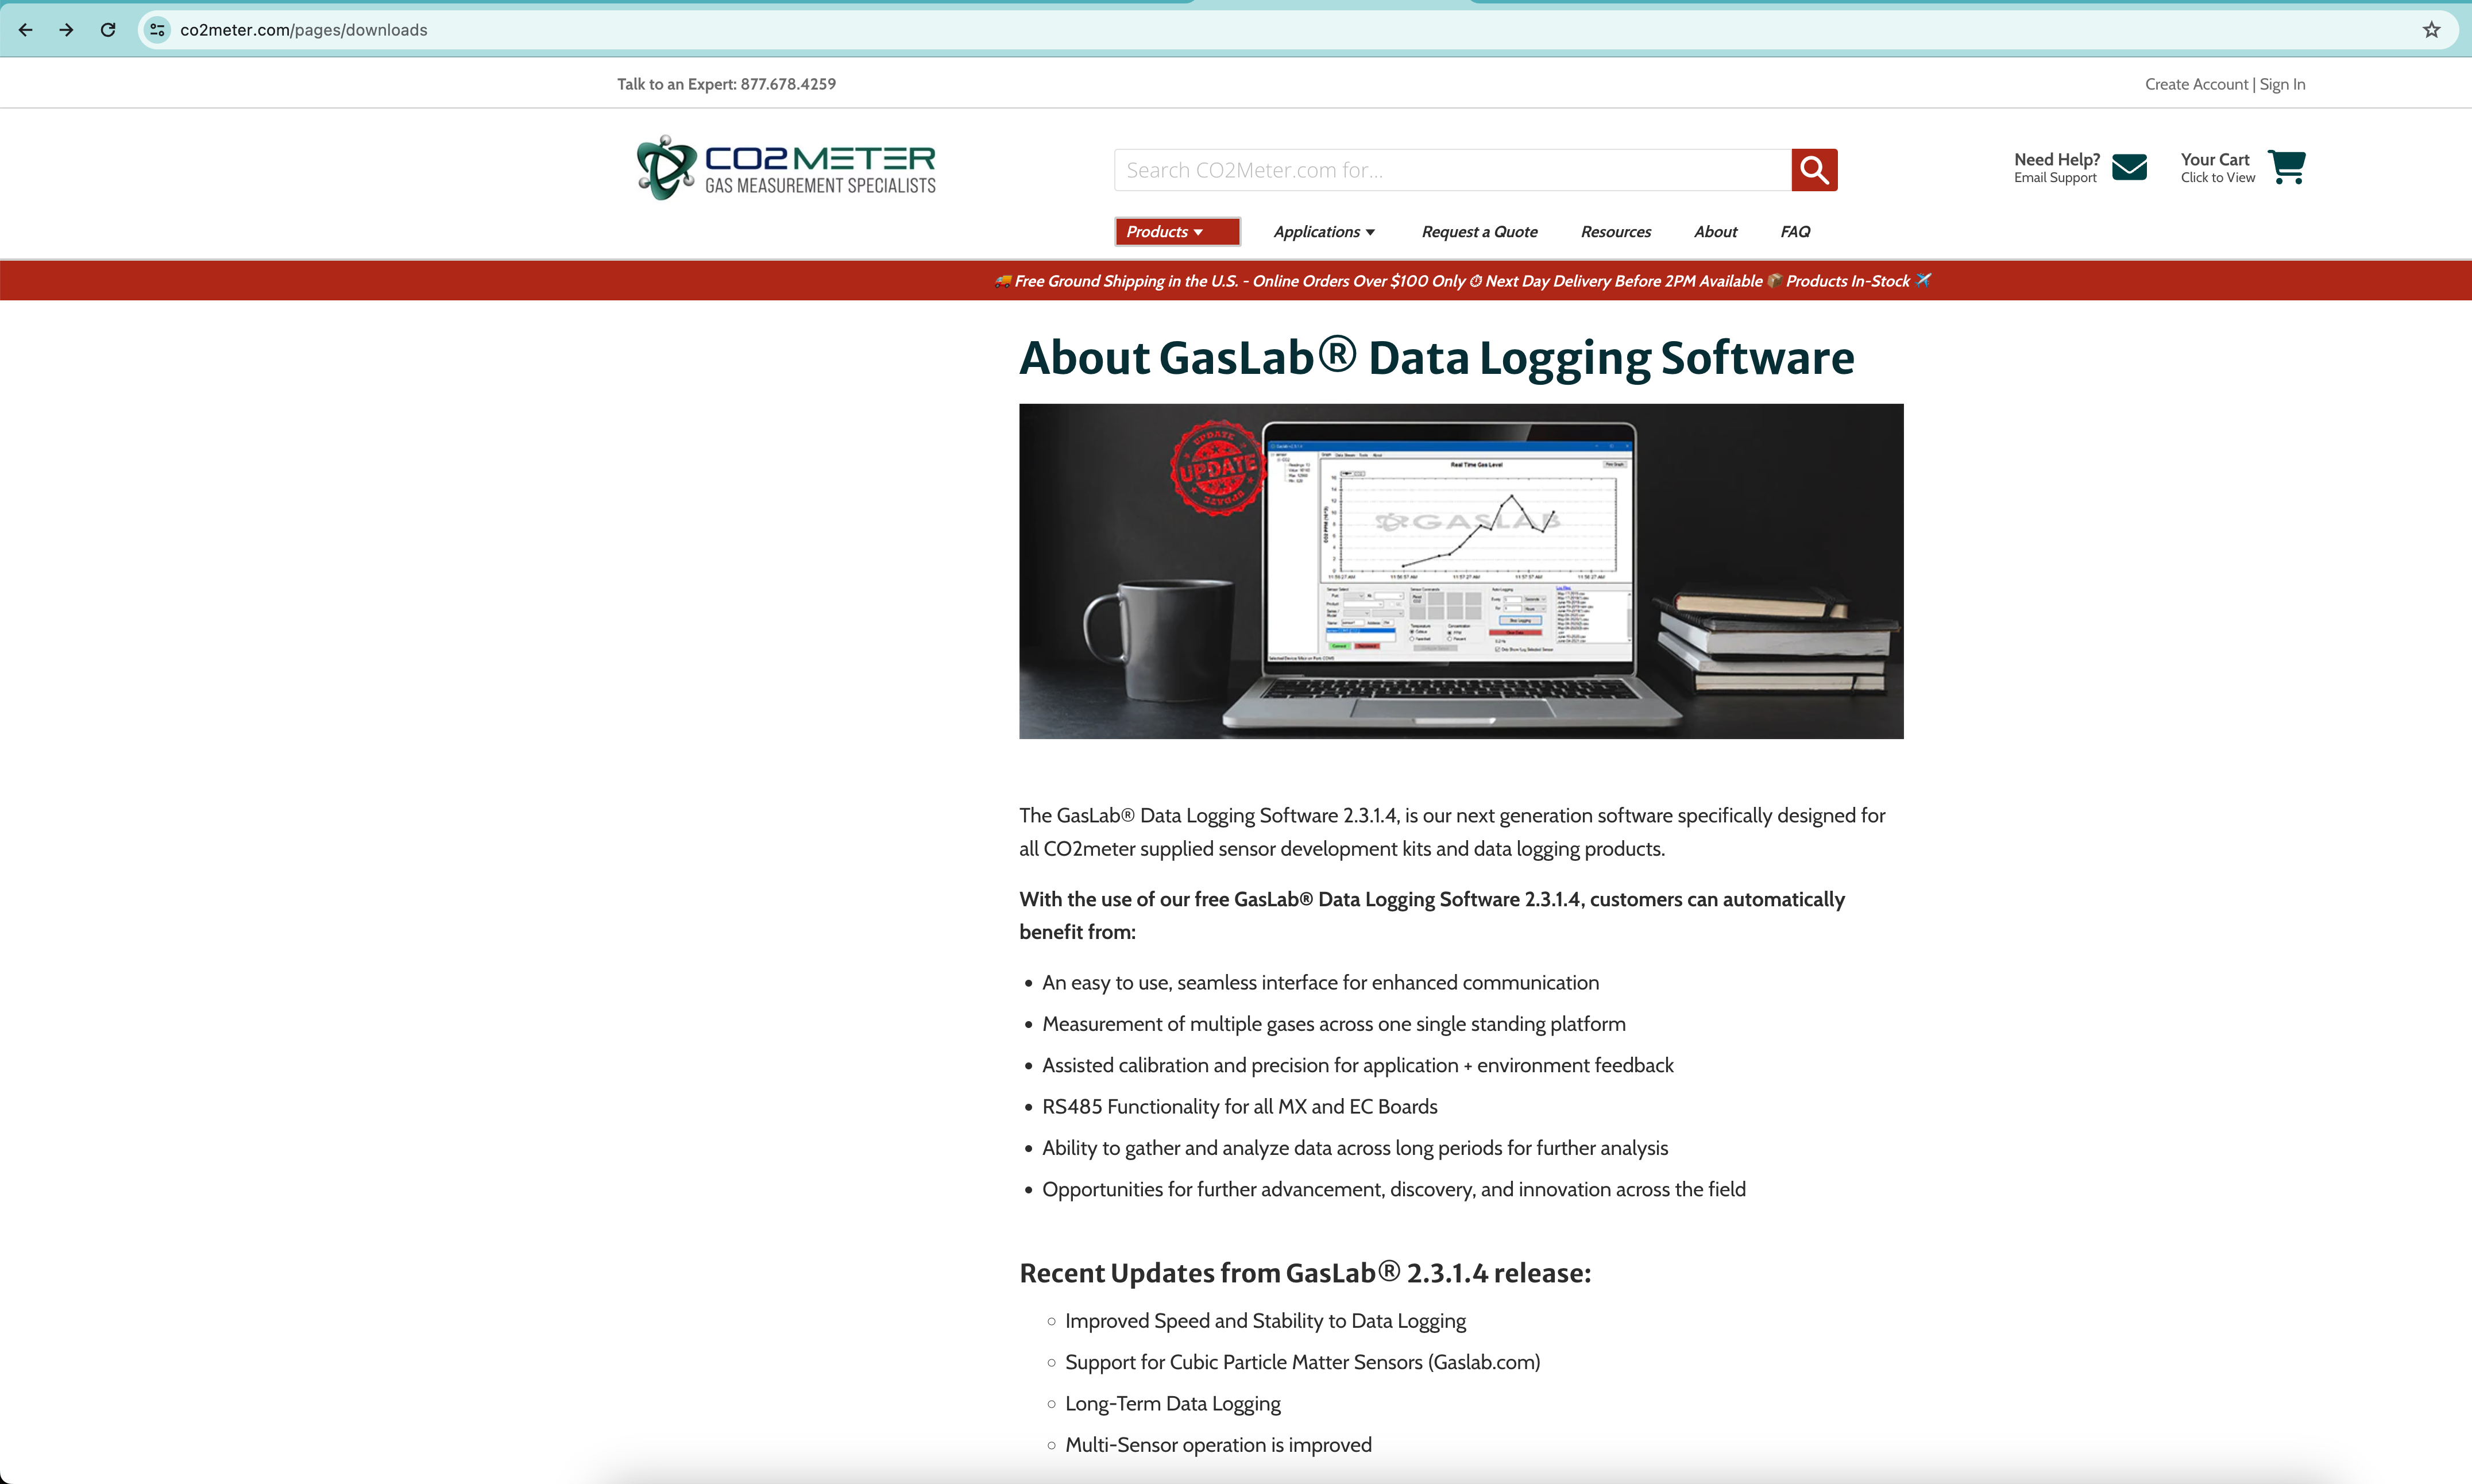 co2meter.com/pages/downloads
Talk to an Expert: 877.678.4259
Create Account | Sign In
CO2METER
GAS MEASUREMENT SPECIALISTS
Search CO2Meter.com for...
Need Help?
Email Support
Your Cart
Click to View
Products ▼
Applications ▼
Request a Quote
Resources
About
FAQ
🚚 Free Ground Shipping in the U.S. - Online Orders Over $100 Only ⏱ Next Day Delivery Before 2PM Available 📦 Products In-Stock ✈️
About GasLab® Data Logging Software
UPDATE
UPDATE
UPDATE
Real Time Gas Level
GASLAB
The GasLab® Data Logging Software 2.3.1.4, is our next generation software specifically designed for
all CO2meter supplied sensor development kits and data logging products.
With the use of our free GasLab® Data Logging Software 2.3.1.4, customers can automatically
benefit from:
• An easy to use, seamless interface for enhanced communication
• Measurement of multiple gases across one single standing platform
• Assisted calibration and precision for application + environment feedback
• RS485 Functionality for all MX and EC Boards
• Ability to gather and analyze data across long periods for further analysis
• Opportunities for further advancement, discovery, and innovation across the field
Recent Updates from GasLab® 2.3.1.4 release:
○ Improved Speed and Stability to Data Logging
○ Support for Cubic Particle Matter Sensors (Gaslab.com)
○ Long-Term Data Logging
○ Multi-Sensor operation is improved